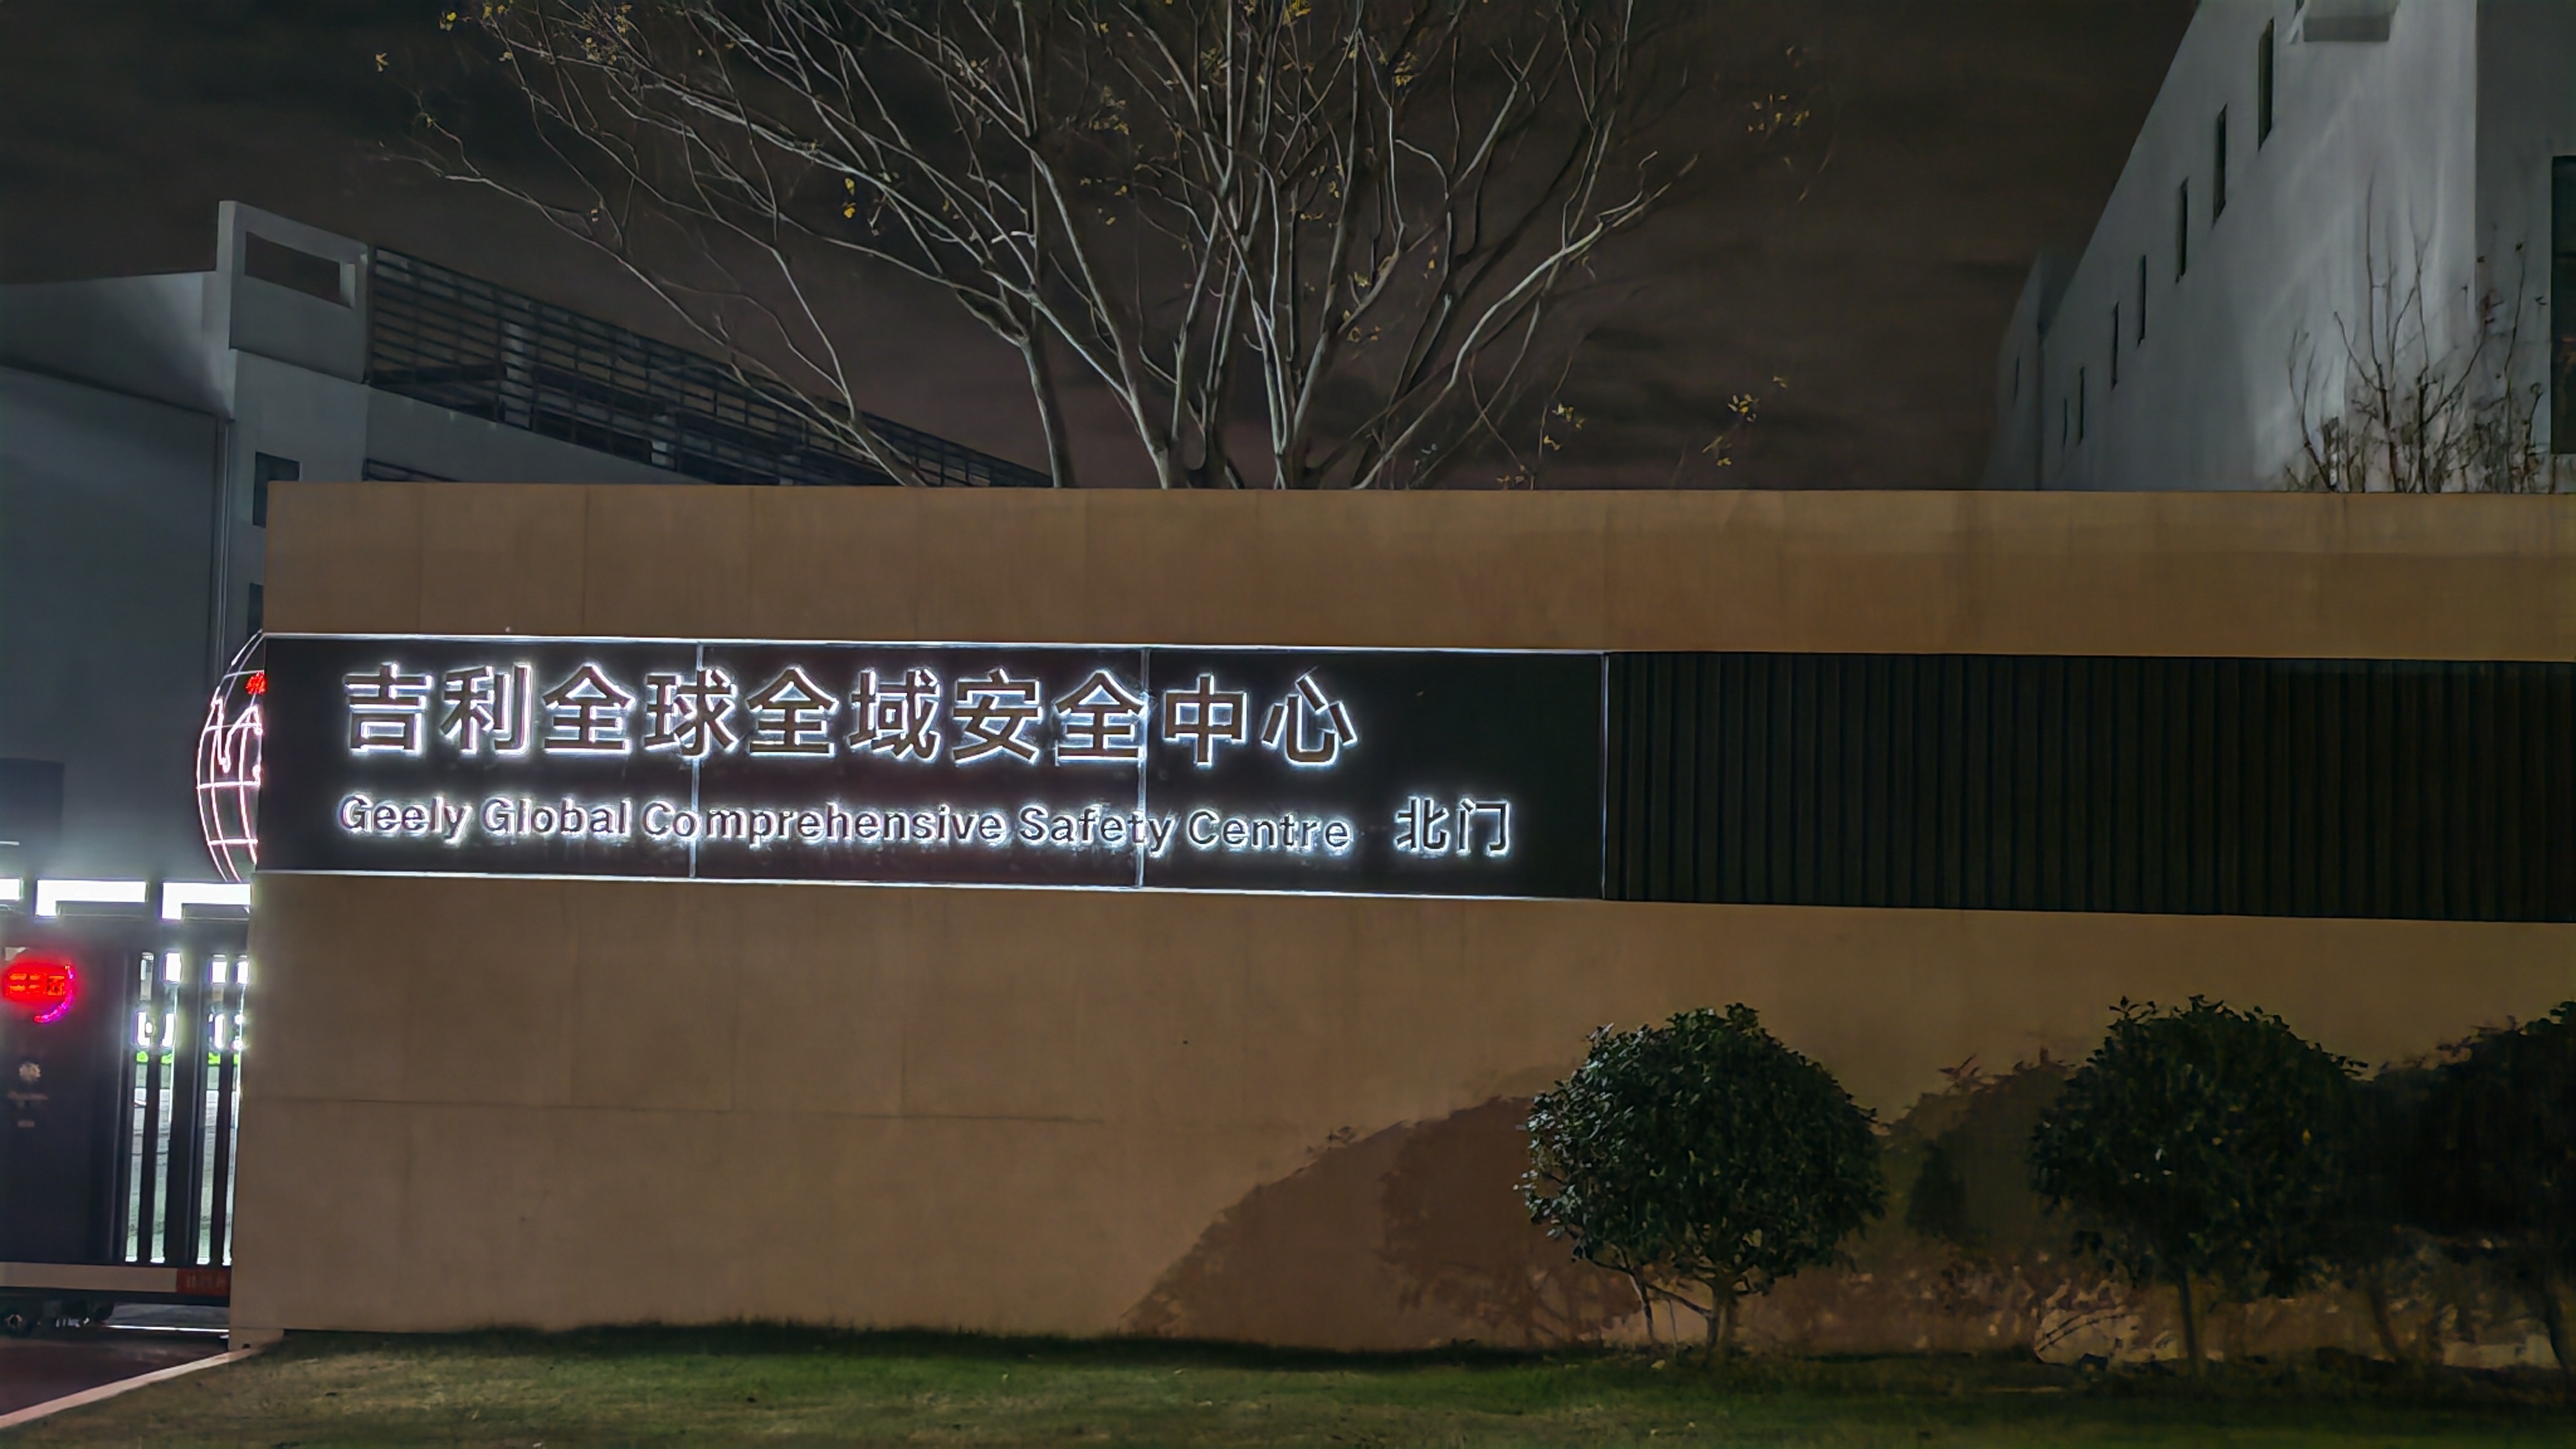 吉利全球全域安全中心
Geely Global Comprehensive Safety Centre 北门